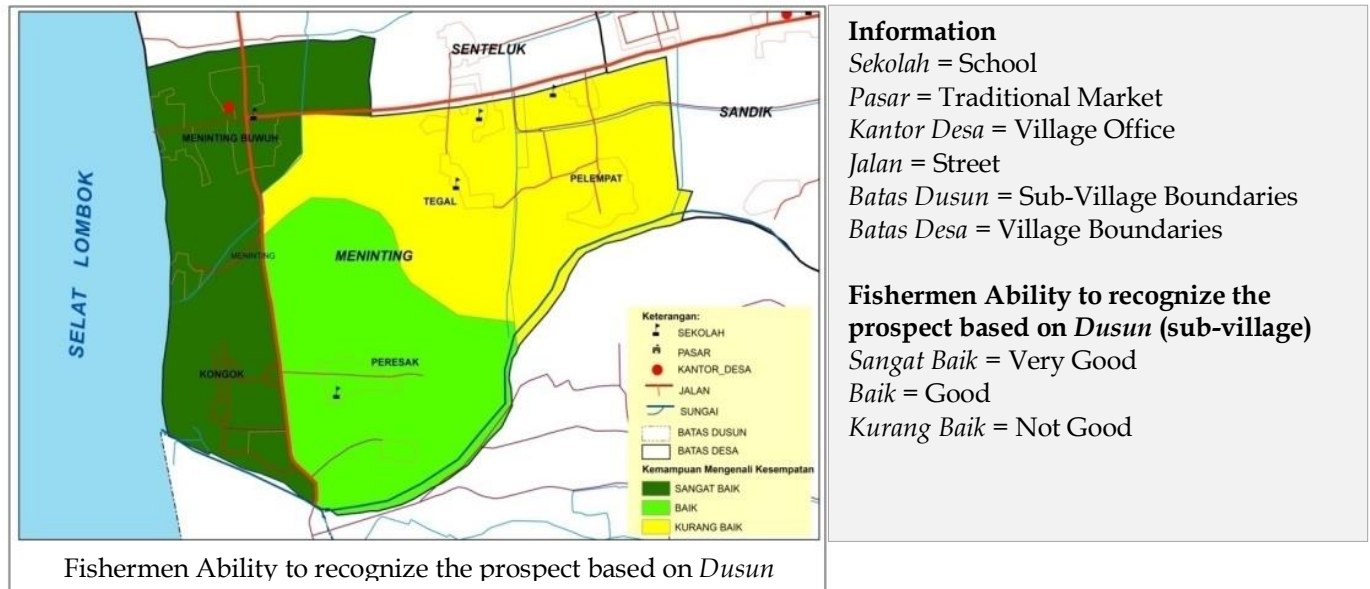 SENTELUK
SANDIK
MENINTING BUWUH
PELEMPAT
TEGAL
SELAT LOMBOK
MENINTING
MENINTING
PERESAK
KONGOK
Keterangan:
SEKOLAH
PASAR
KANTOR_DESA
JALAN
SUNGAI
BATAS DUSUN
BATAS DESA
Kemampuan Mengenali Kesempatan
SANGAT BAIK
BAIK
KURANG BAIK
Fishermen Ability to recognize the prospect based on Dusun
Information
Sekolah = School
Pasar = Traditional Market
Kantor Desa = Village Office
Jalan = Street
Batas Dusun = Sub-Village Boundaries
Batas Desa = Village Boundaries
Fishermen Ability to recognize the
prospect based on Dusun (sub-village)
Sangat Baik = Very Good
Baik = Good
Kurang Baik = Not Good